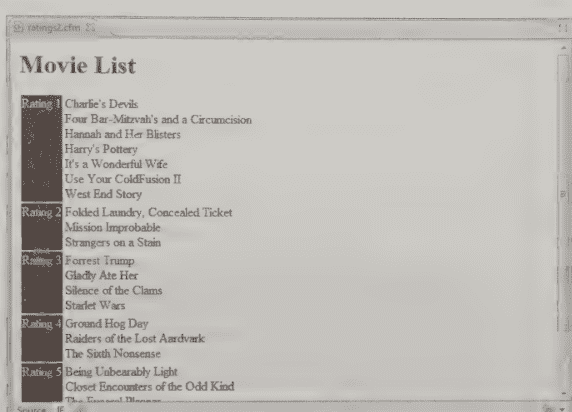 ratings2.cfm
Movie List
Rating 1 Charlie's Devils
Four Bar-Mitzvah's and a Circumcision
Hannah and Her Blisters
Harry's Pottery
It's a Wonderful Wife
Use Your ColdFusion II
West End Story
Rating 2 Folded Laundry, Concealed Ticket
Mission Improbable
Strangers on a Stain
Rating 3 Forrest Trump
Gladly Ate Her
Silence of the Clams
Starlet Wars
Rating 4 Ground Hog Day
Raiders of the Lost Aardvark
The Sixth Nonsense
Rating 5 Being Unbearably Light
Closet Encounters of the Odd Kind
The Funeral Planner
Source